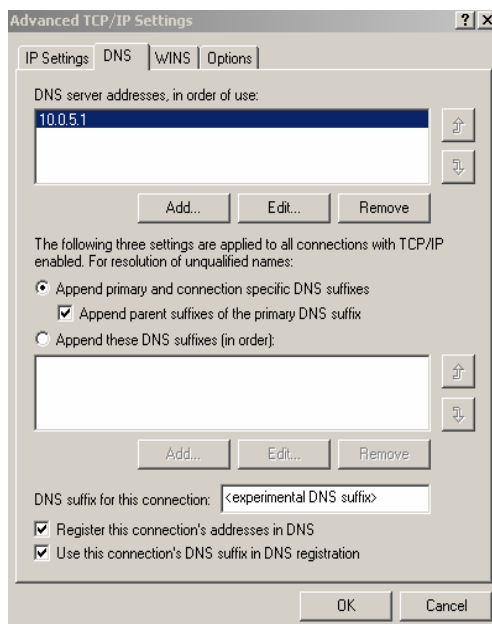 Advanced TCP/IP Settings
IP Settings DNS WINS Options
DNS server addresses, in order of use:
10.0.5.1
Add... Edit... Remove
The following three settings are applied to all connections with TCP/IP
enabled. For resolution of unqualified names:
Append primary and connection specific DNS suffixes
Append parent suffixes of the primary DNS suffix
Append these DNS suffixes (in order):
Add... Edit... Remove
DNS suffix for this connection: <experimental DNS suffix>
Register this connection's addresses in DNS
Use this connection's DNS suffix in DNS registration
OK Cancel